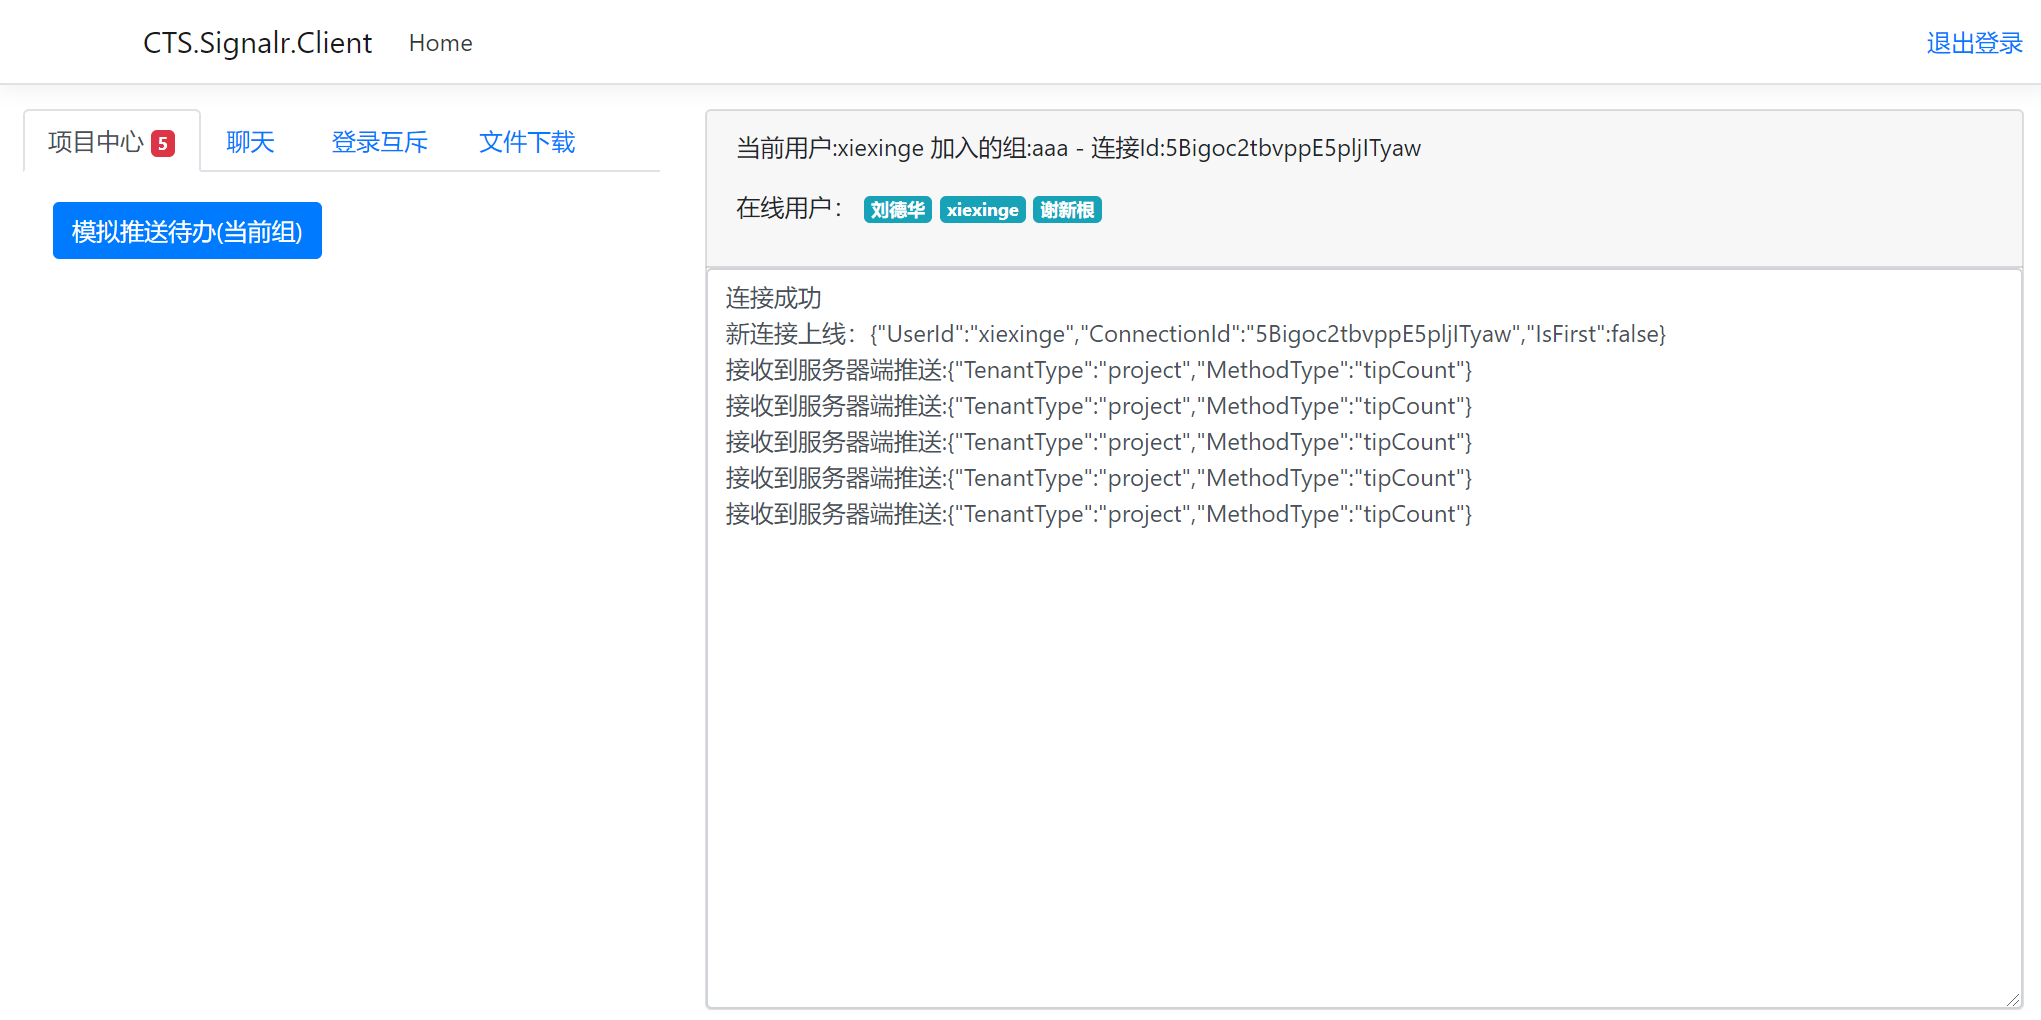 CTS.Signalr.Client Home 退出登录
项目中心 5 聊天 登录互斥 文件下载
模拟推送待办(当前组)
当前用户:xiexinge 加入的组:aaa - 连接Id:5Bigoc2tbvppE5pljITyaw
在线用户： 刘德华 xiexinge 谢新根
连接成功
新连接上线：{"UserId":"xiexinge","ConnectionId":"5Bigoc2tbvppE5pljITyaw","IsFirst":false}
接收到服务器端推送:{"TenantType":"project","MethodType":"tipCount"}
接收到服务器端推送:{"TenantType":"project","MethodType":"tipCount"}
接收到服务器端推送:{"TenantType":"project","MethodType":"tipCount"}
接收到服务器端推送:{"TenantType":"project","MethodType":"tipCount"}
接收到服务器端推送:{"TenantType":"project","MethodType":"tipCount"}